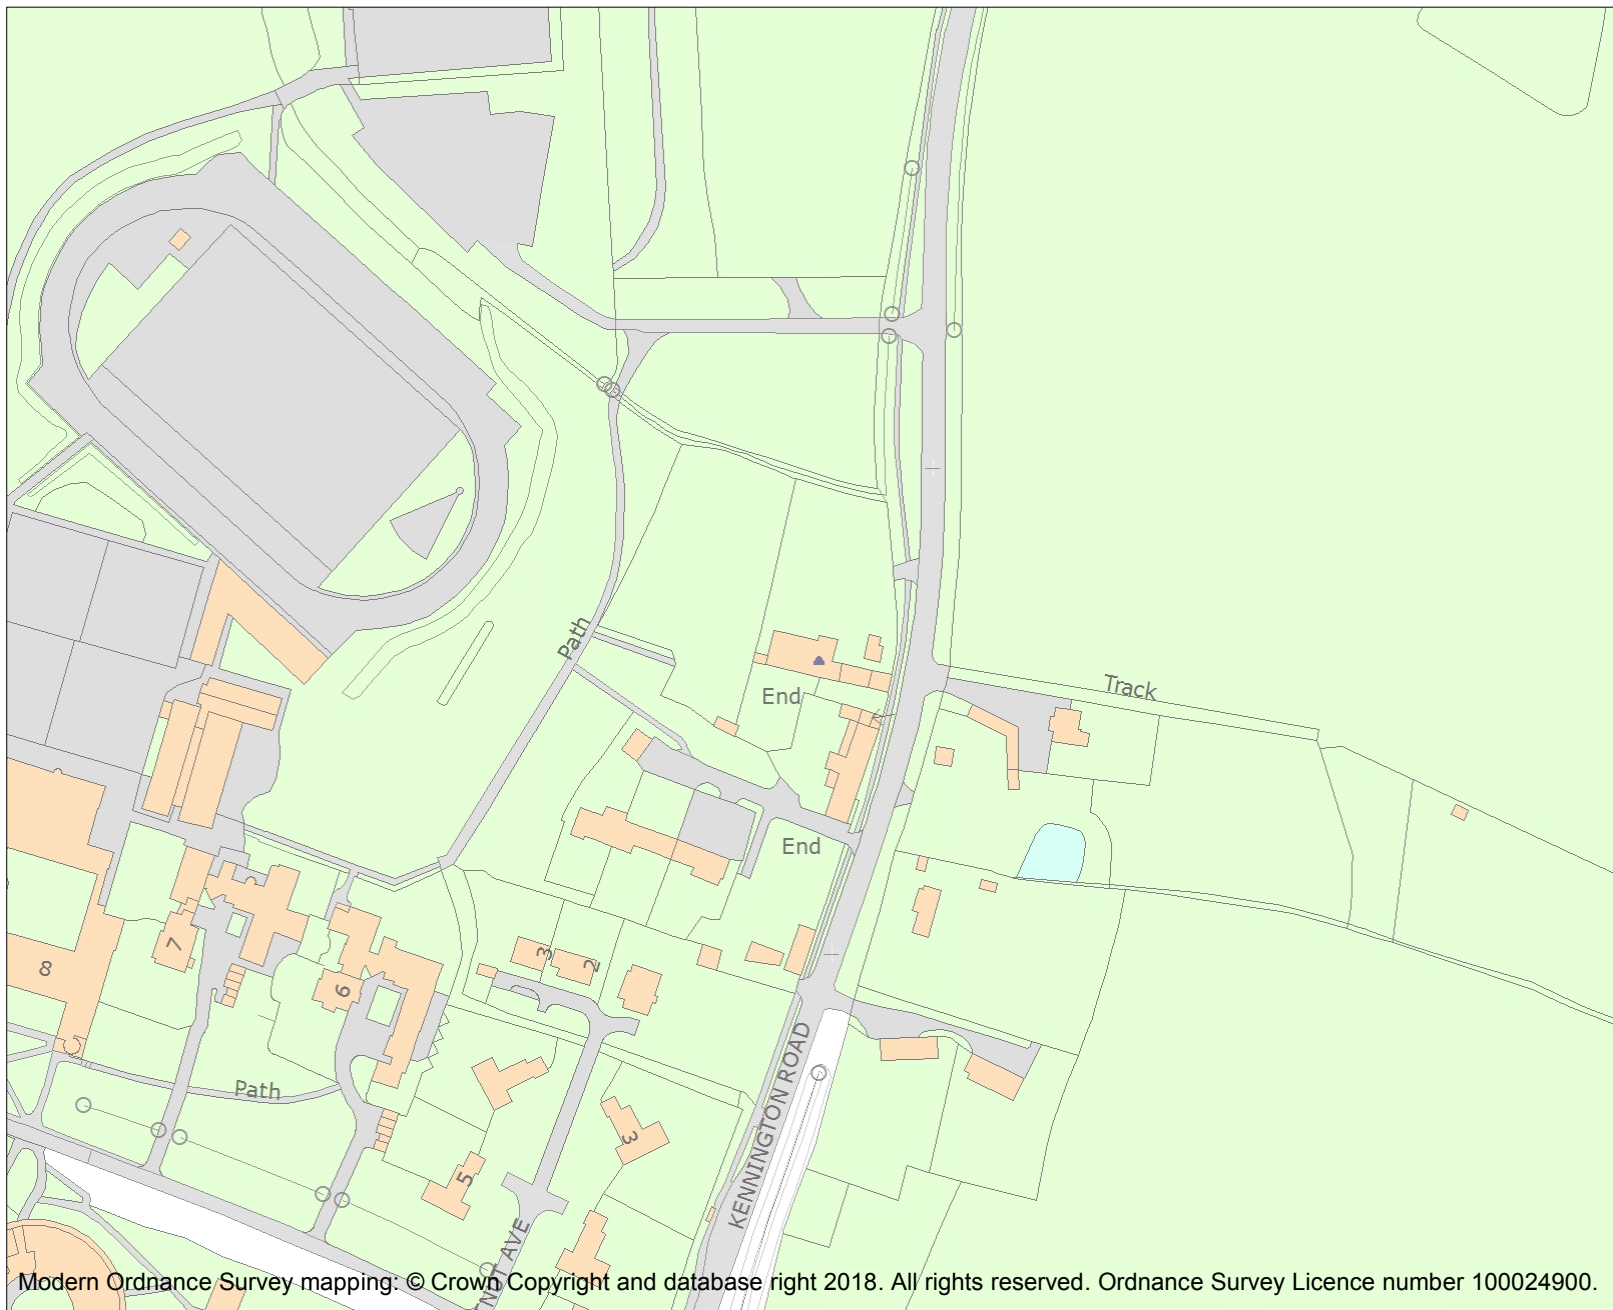 Path
Track
End
End
3
2
7
8
6
Path
KENNINGTON ROAD
3
5
AVE
Modern Ordnance Survey mapping: © Crown Copyright and database right 2018. All rights reserved. Ordnance Survey Licence number 100024900.